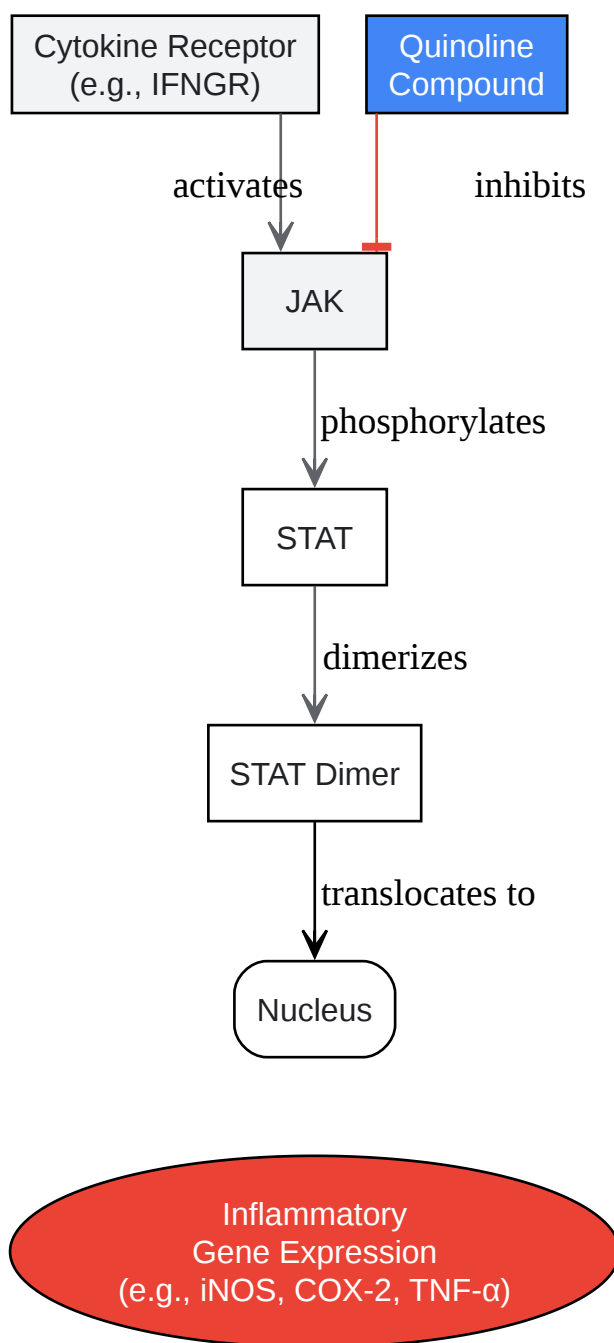 Cytokine Receptor
(e.g., IFNGR)
Quinoline
Compound
activates
inhibits
JAK
phosphorylates
STAT
dimerizes
STAT Dimer
translocates to
Nucleus
Inflammatory
Gene Expression
(e.g., iNOS, COX-2, TNF-α)